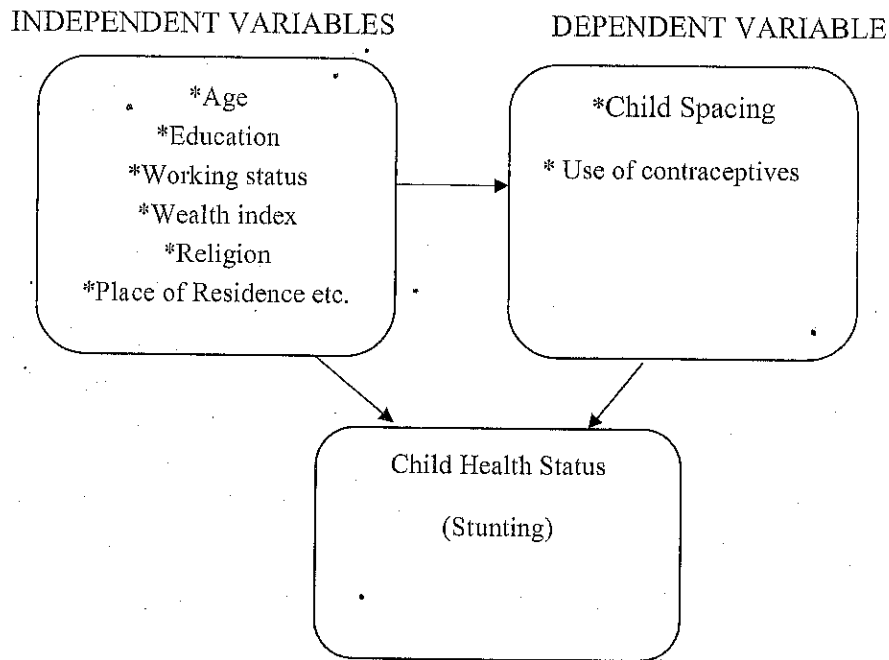 INDEPENDENT VARIABLES
DEPENDENT VARIABLE
*Age
*Education
*Working status
*Wealth index
*Religion
*Place of Residence etc.
*Child Spacing
* Use of contraceptives
Child Health Status
(Stunting)